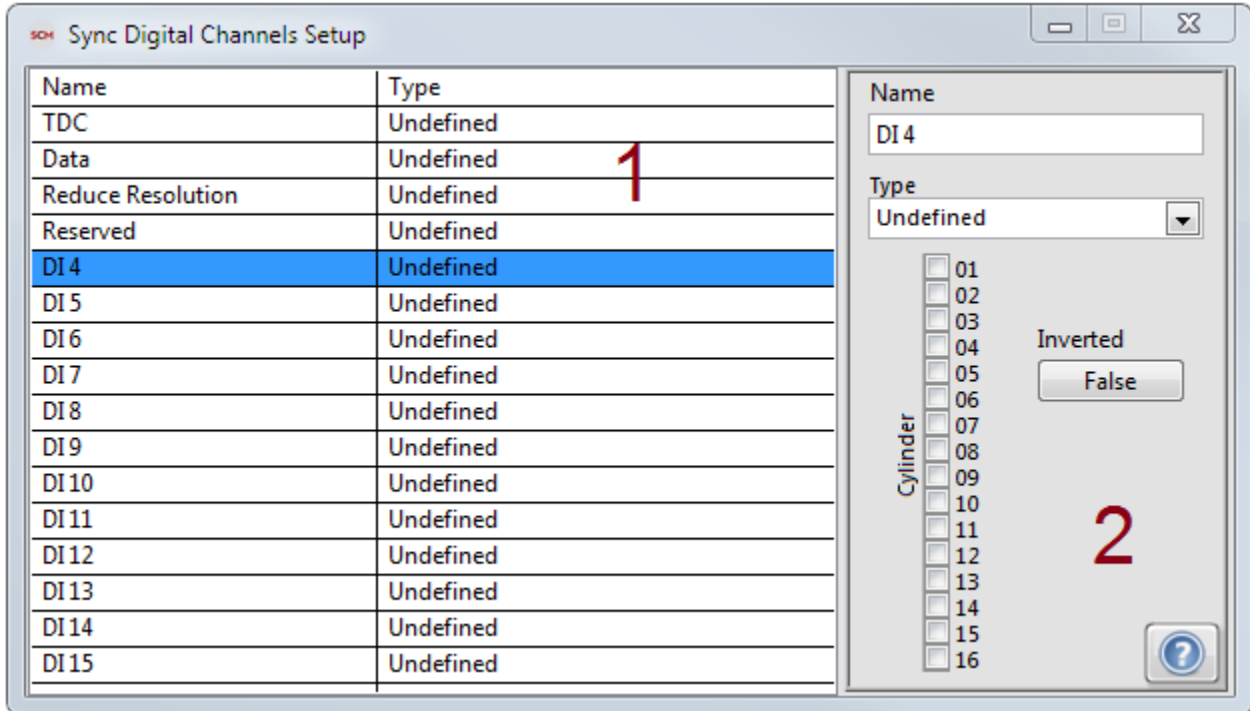 SCM Sync Digital Channels Setup
Name Type
TDC Undefined
Data Undefined
Reduce Resolution Undefined
Reserved Undefined
DI 4 Undefined
DI 5 Undefined
DI 6 Undefined
DI 7 Undefined
DI 8 Undefined
DI 9 Undefined
DI 10 Undefined
DI 11 Undefined
DI 12 Undefined
DI 13 Undefined
DI 14 Undefined
DI 15 Undefined
1
Name
DI 4
Type
Undefined
Cylinder
01
02
03
04
05
06
07
08
09
10
11
12
13
14
15
16
Inverted
False
2
?